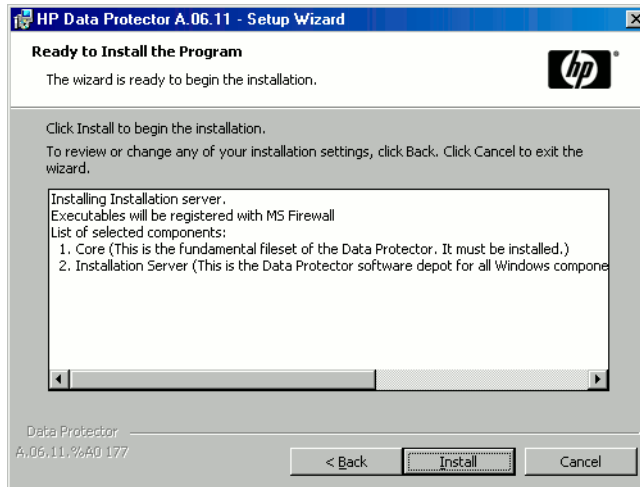 HP Data Protector A.06.11 - Setup Wizard
Ready to Install the Program
The wizard is ready to begin the installation.
hp
Click Install to begin the installation.
To review or change any of your installation settings, click Back. Click Cancel to exit the
wizard.
Installing Installation server.
Executables will be registered with MS Firewall
List of selected components:
1. Core (This is the fundamental fileset of the Data Protector. It must be installed.)
2. Installation Server (This is the Data Protector software depot for all Windows compone
Data Protector
A.06.11.%A0 177
< Back
Install
Cancel